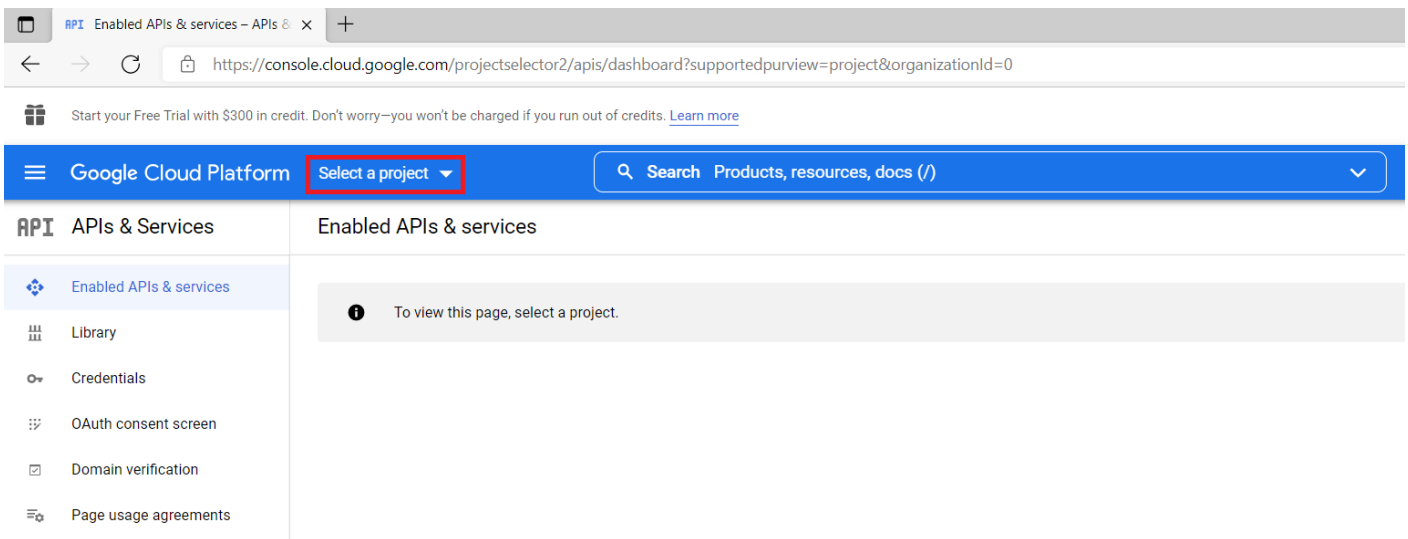 API Enabled APIs & services – APIs &
https://console.cloud.google.com/projectselector2/apis/dashboard?supportedpurview=project&organizationId=0
Start your Free Trial with $300 in credit. Don't worry—you won't be charged if you run out of credits. Learn more
Google Cloud Platform Select a project Search Products, resources, docs (/)
API APIs & Services Enabled APIs & services
Enabled APIs & services
To view this page, select a project.
Library
Credentials
OAuth consent screen
Domain verification
Page usage agreements